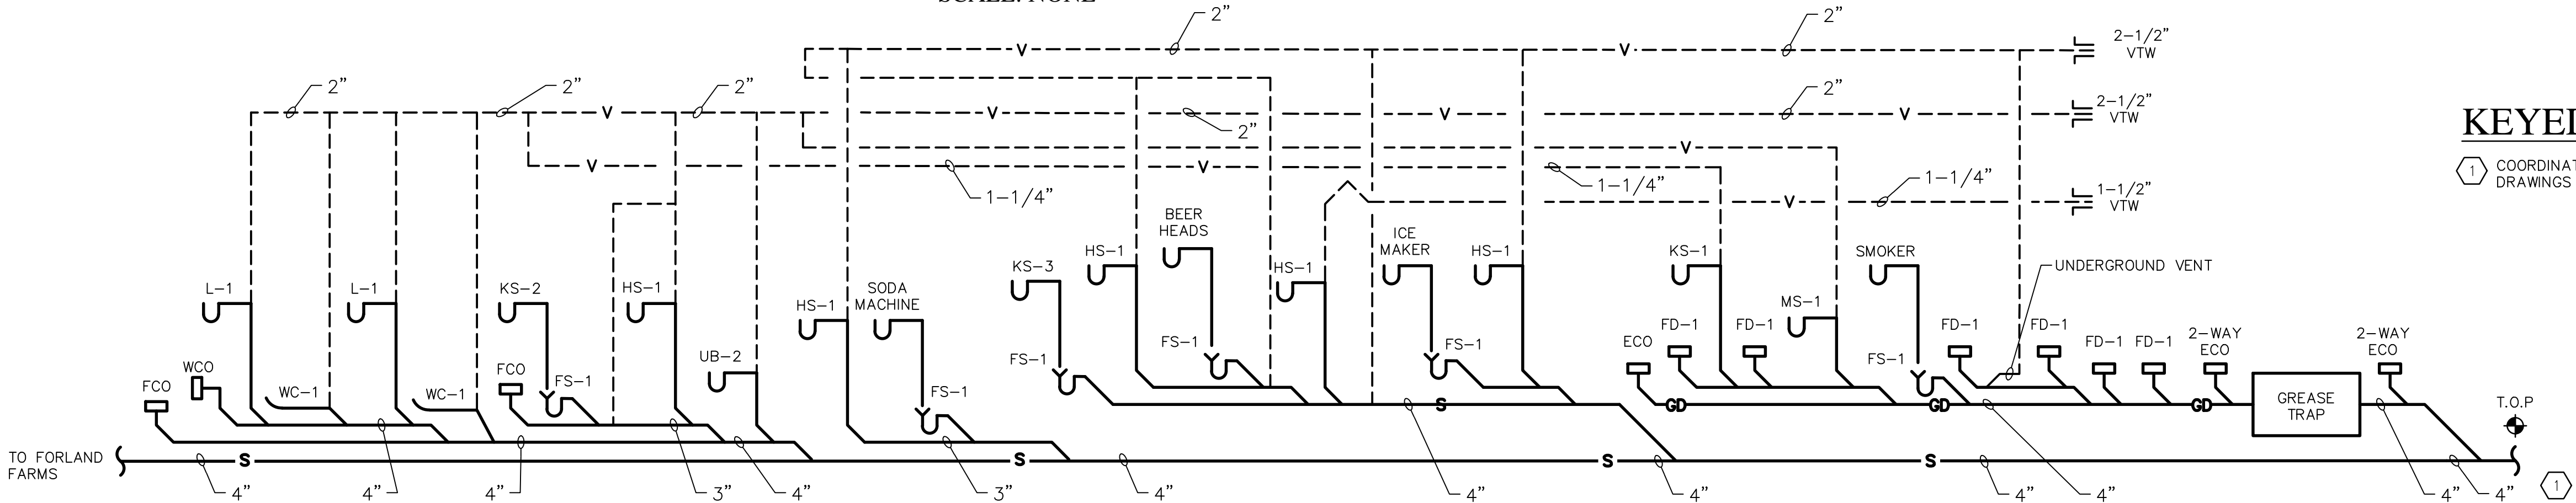 SCALE: NONE
2"
2"
V
V
2-1/2"
VTW
2"
2"
2"
V
V
2"
V
2"
V
2-1/2"
VTW
KEYE
V
V
1-1/4"
V
1-1/4"
1-1/4"
V
1-1/2"
VTW
1
COORDINAT
DRAWINGS
L-1
L-1
KS-2
HS-1
HS-1
SODA
MACHINE
KS-3
HS-1
BEER
HEADS
HS-1
ICE
MAKER
HS-1
KS-1
SMOKER
UNDERGROUND VENT
MS-1
FCO
WCO
WC-1
WC-1
FCO
FS-1
UB-2
FS-1
FS-1
FS-1
FS-1
ECO
FD-1
FD-1
FS-1
FD-1
FD-1
FD-1
FD-1
2-WAY
ECO
2-WAY
ECO
S
GD
GD
GD
GREASE
TRAP
T.O.P
TO FORLAND
FARMS
S
S
S
S
4"
4"
4"
3"
4"
3"
4"
4"
4"
4"
4"
4"
4"
1